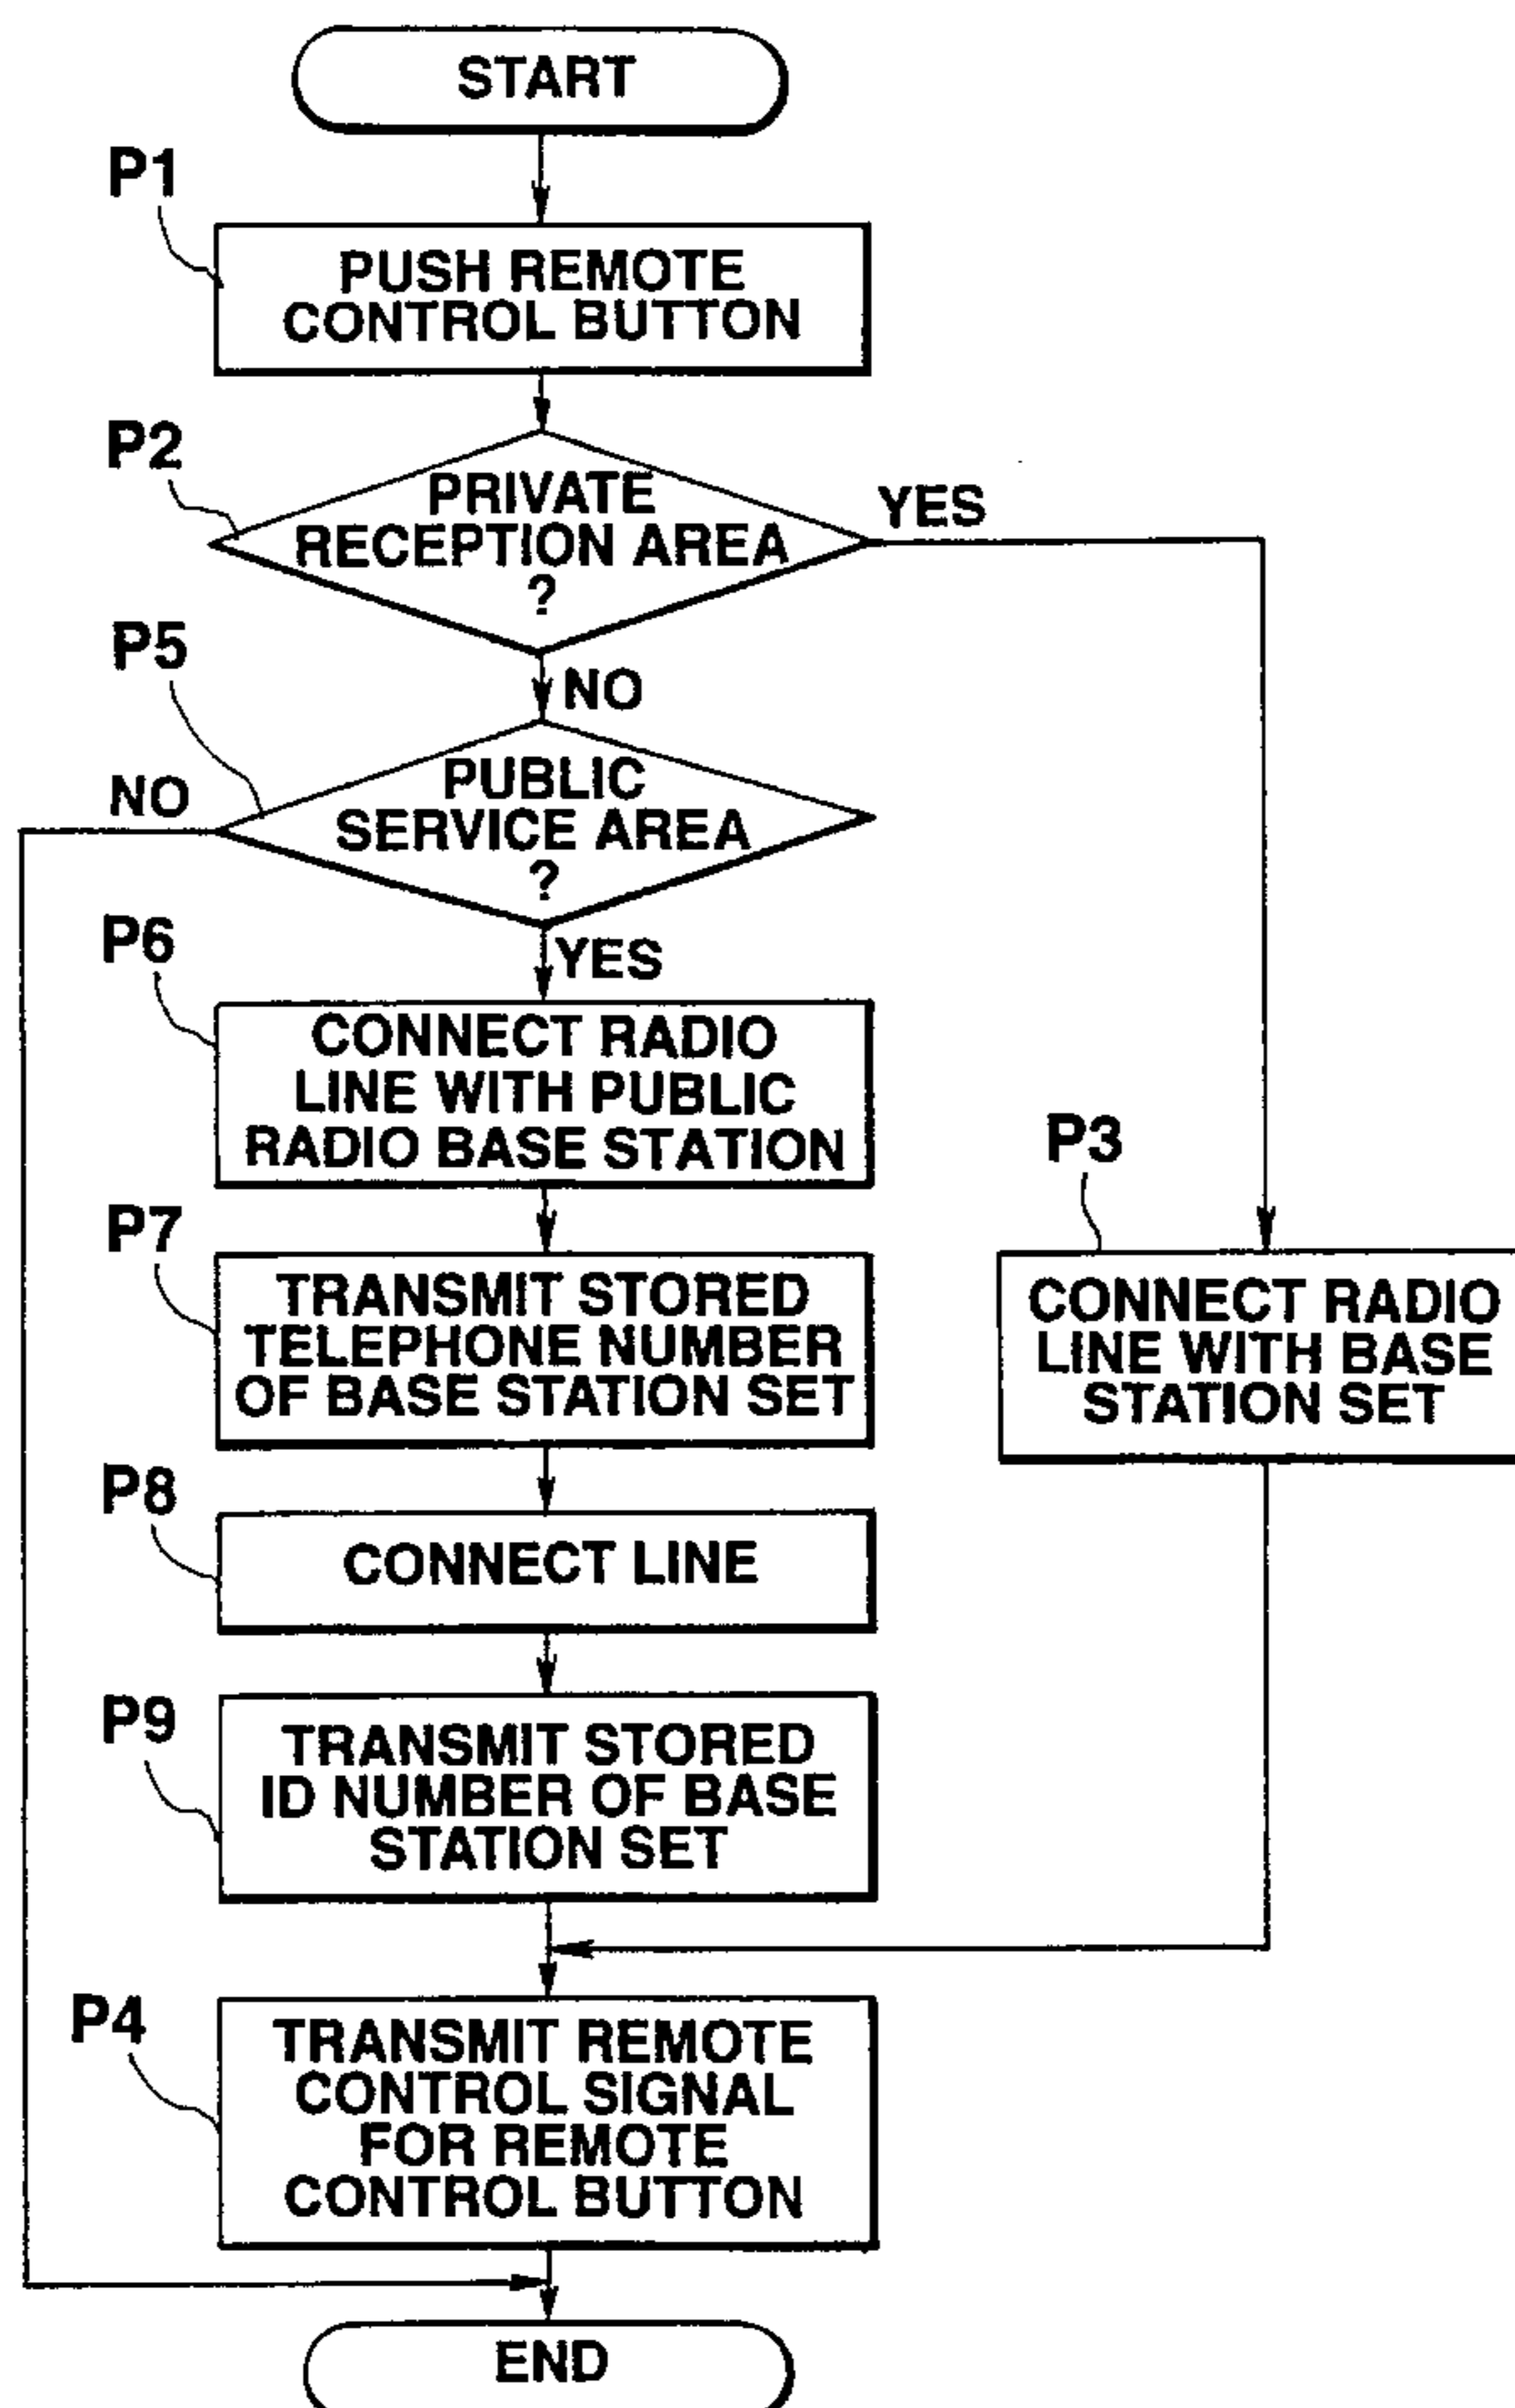 START
P1
PUSH REMOTE
CONTROL BUTTON
P2
PRIVATE
RECEPTION AREA
?
YES
NO
P5
PUBLIC
SERVICE AREA
?
NO
YES
P6
CONNECT RADIO
LINE WITH PUBLIC
RADIO BASE STATION
P7
TRANSMIT STORED
TELEPHONE NUMBER
OF BASE STATION SET
P3
CONNECT RADIO
LINE WITH BASE
STATION SET
P8
CONNECT LINE
P9
TRANSMIT STORED
ID NUMBER OF BASE
STATION SET
P4
TRANSMIT REMOTE
CONTROL SIGNAL
FOR REMOTE
CONTROL BUTTON
END